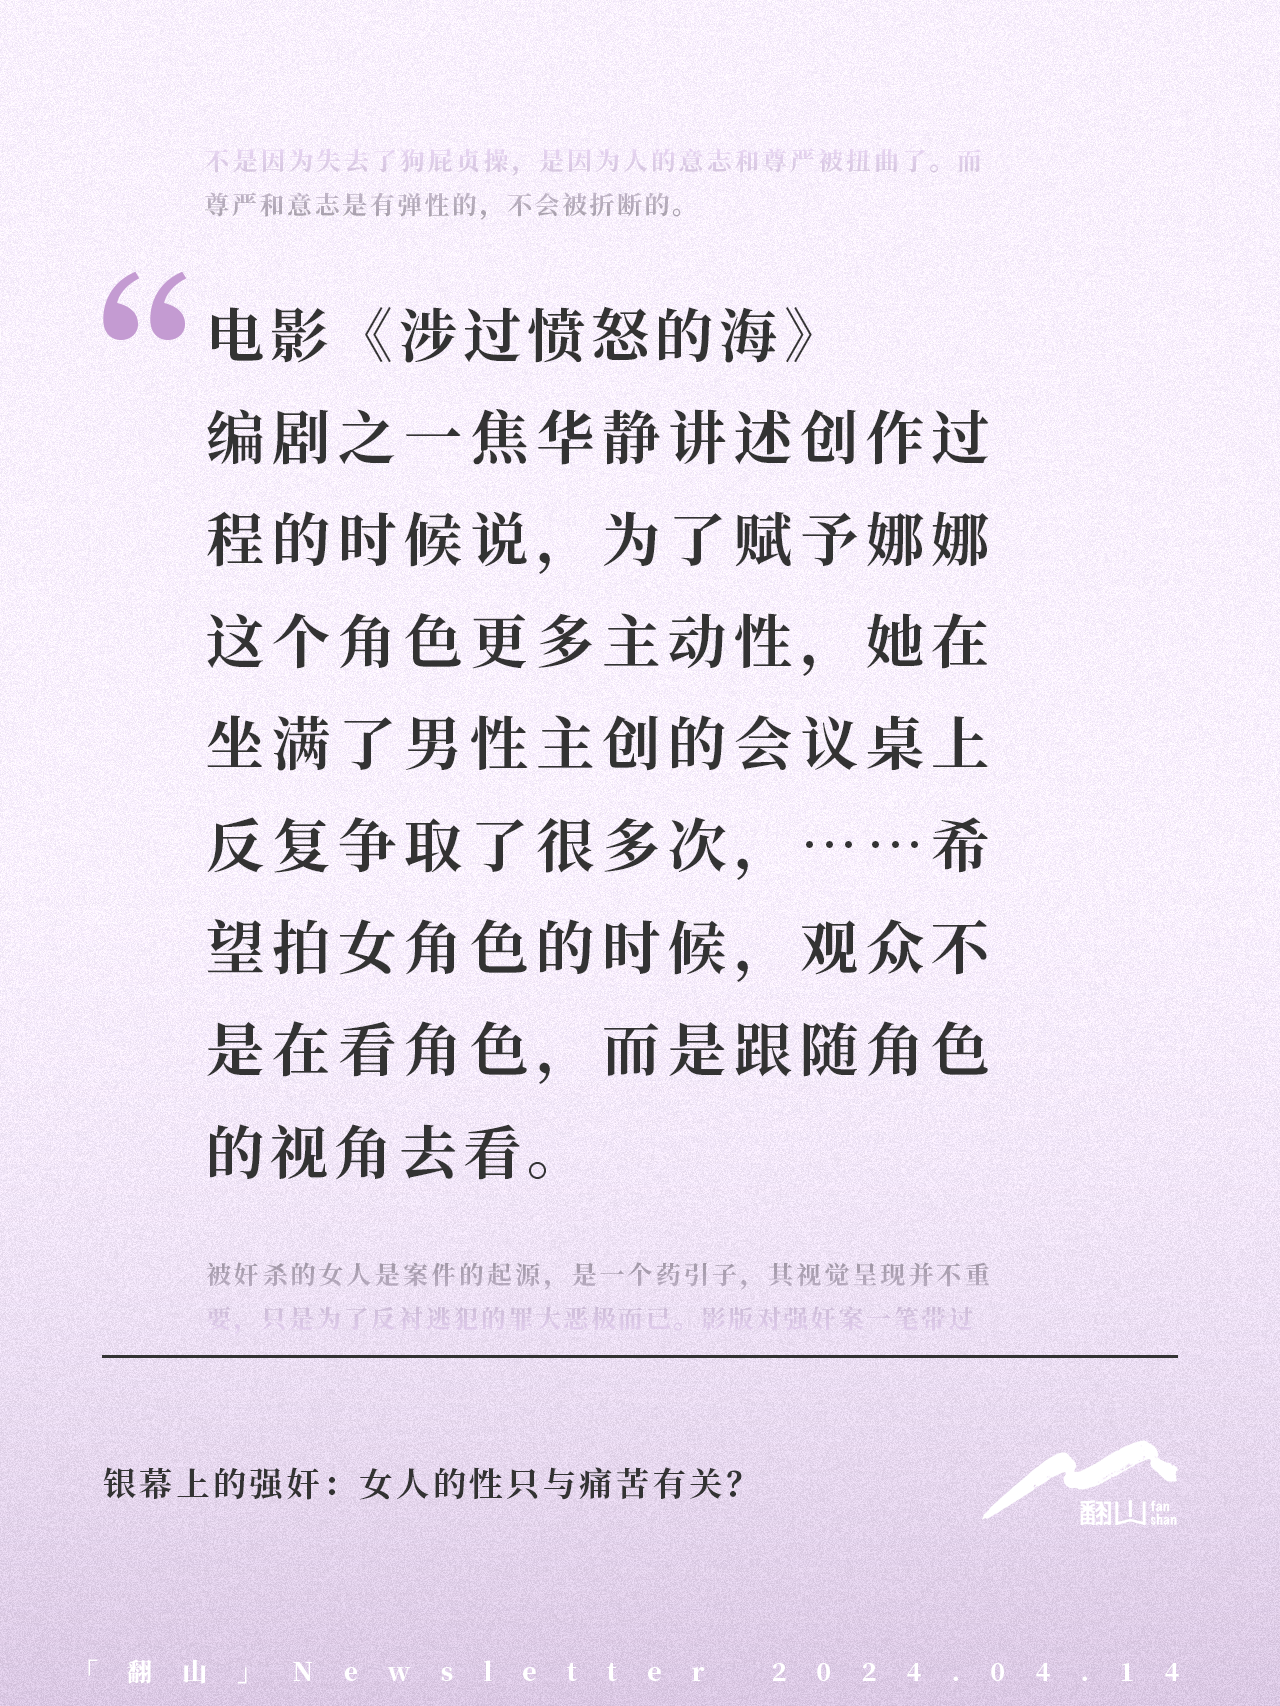 不是因为失去了狗屁贞操，是因为人的意志和尊严被扭曲了。而
尊严和意志是有弹性的，不会被折断的。
“
电影《涉过愤怒的海》
编剧之一焦华静讲述创作过
程的时候说，为了赋予娜娜
这个角色更多主动性，她在
坐满了男性主创的会议桌上
反复争取了很多次，……希
望拍女角色的时候，观众不
是在看角色，而是跟随角色
的视角去看。
被奸杀的女人是案件的起源，是一个药引子，其视觉呈现并不重
要，只是为了反衬逃犯的罪大恶极而已。影版对强奸案一笔带过
银幕上的强奸：女人的性只与痛苦有关？
翻山 fan
shan
「翻山」Newsletter 2024.04.14